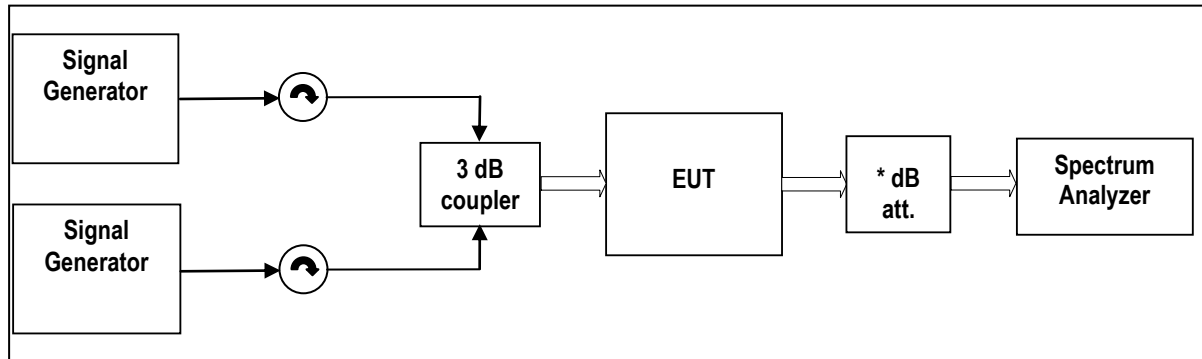 Signal
Generator
3 dB
coupler
EUT
* dB
att.
Spectrum
Analyzer
Signal
Generator